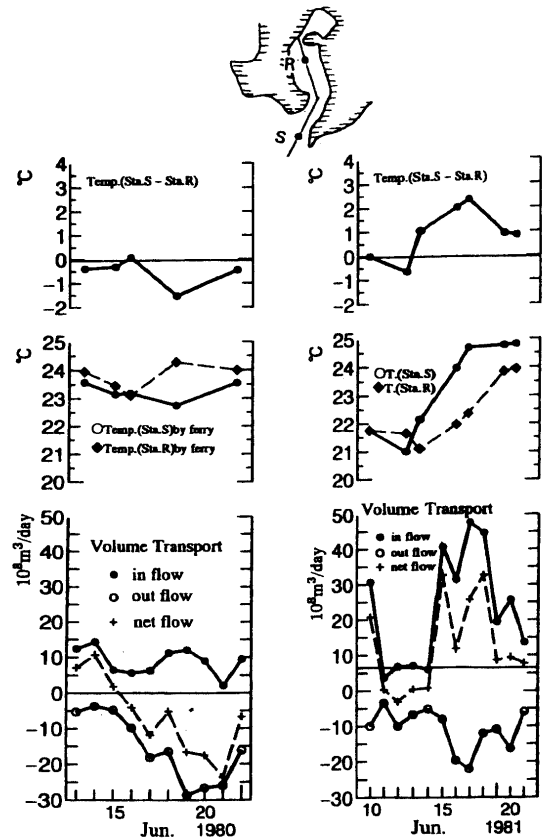 R
S
Temp.(Sta.S – Sta.R)
°C
4
3
2
1
0
−1
−2
Temp.(Sta.S – Sta.R)
°C
4
3
2
1
0
−1
−2
°C
25
24
23
22
21
20
Temp.(Sta.S)by ferry
Temp.(Sta.R)by ferry
°C
25
24
23
22
21
20
T.(Sta.S)
T.(Sta.R)
10⁸m³/day
50
40
30
20
10
0
−10
−20
−30
Volume Transport
in flow
out flow
net flow
15
20
Jun. 1980
Volume Transport
10⁸m³/day
50
40
30
20
10
0
−10
−20
−30
in flow
out flow
net flow
10
15
20
Jun. 1981